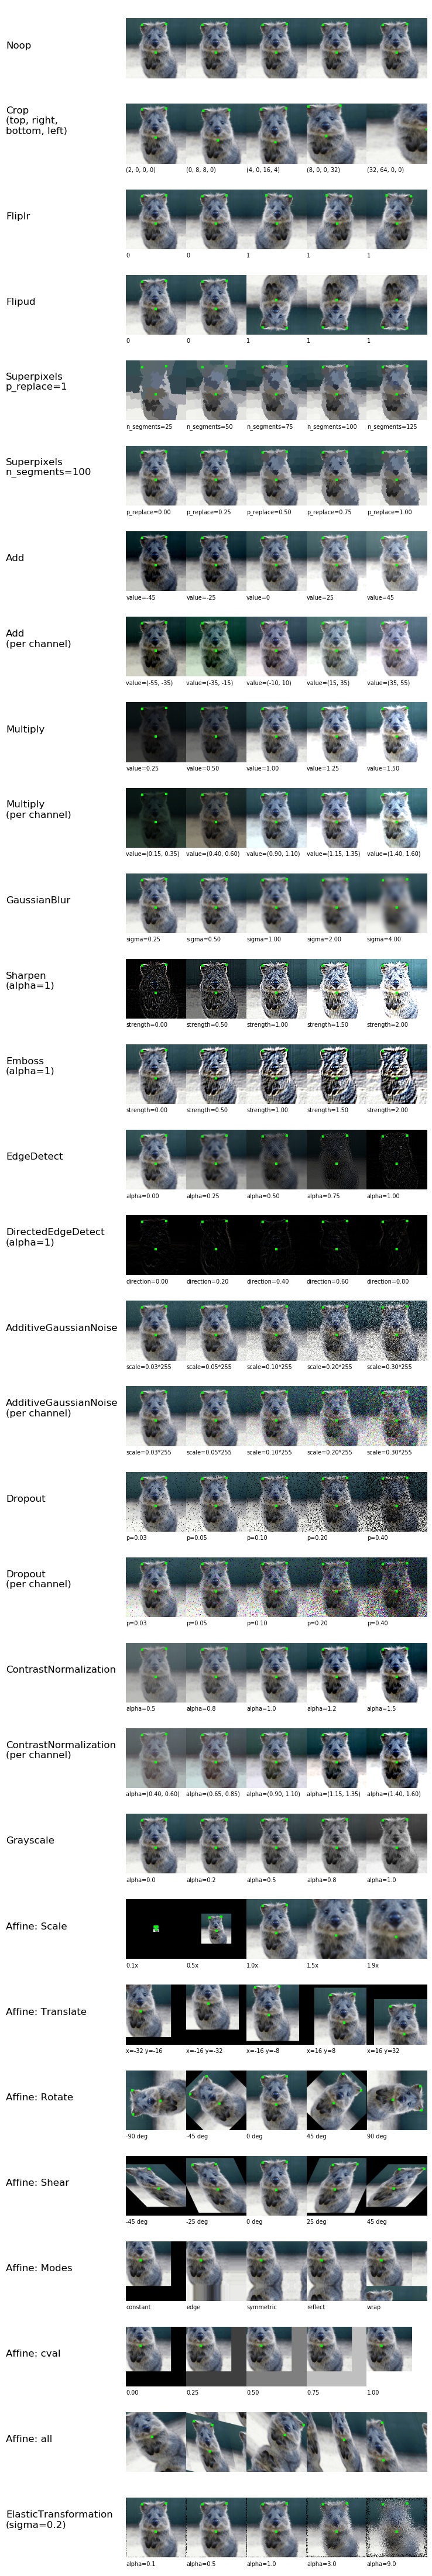 Noop
Crop
(top, right,
bottom, left)
(2, 0, 0, 0) (0, 8, 8, 0) (4, 0, 16, 4) (8, 0, 0, 32) (32, 64, 0, 0)
Fliplr
0 0 1 1 1
Flipud
0 0 1 1 1
Superpixels
p_replace=1
n_segments=25 n_segments=50 n_segments=75 n_segments=100 n_segments=125
Superpixels
n_segments=100
p_replace=0.00 p_replace=0.25 p_replace=0.50 p_replace=0.75 p_replace=1.00
Add
value=-45 value=-25 value=0 value=25 value=45
Add
(per channel)
value=(-55, -35) value=(-35, -15) value=(-10, 10) value=(15, 35) value=(35, 55)
Multiply
value=0.25 value=0.50 value=1.00 value=1.25 value=1.50
Multiply
(per channel)
value=(0.15, 0.35) value=(0.40, 0.60) value=(0.90, 1.10) value=(1.15, 1.35) value=(1.40, 1.60)
GaussianBlur
sigma=0.25 sigma=0.50 sigma=1.00 sigma=2.00 sigma=4.00
Sharpen
(alpha=1)
strength=0.00 strength=0.50 strength=1.00 strength=1.50 strength=2.00
Emboss
(alpha=1)
strength=0.00 strength=0.50 strength=1.00 strength=1.50 strength=2.00
EdgeDetect
alpha=0.00 alpha=0.25 alpha=0.50 alpha=0.75 alpha=1.00
DirectedEdgeDetect
(alpha=1)
direction=0.00 direction=0.20 direction=0.40 direction=0.60 direction=0.80
AdditiveGaussianNoise
scale=0.03*255 scale=0.05*255 scale=0.10*255 scale=0.20*255 scale=0.30*255
AdditiveGaussianNoise
(per channel)
scale=0.03*255 scale=0.05*255 scale=0.10*255 scale=0.20*255 scale=0.30*255
Dropout
p=0.03 p=0.05 p=0.10 p=0.20 p=0.40
Dropout
(per channel)
p=0.03 p=0.05 p=0.10 p=0.20 p=0.40
ContrastNormalization
alpha=0.5 alpha=0.8 alpha=1.0 alpha=1.2 alpha=1.5
ContrastNormalization
(per channel)
alpha=(0.40, 0.60) alpha=(0.65, 0.85) alpha=(0.90, 1.10) alpha=(1.15, 1.35) alpha=(1.40, 1.60)
Grayscale
alpha=0.0 alpha=0.2 alpha=0.5 alpha=0.8 alpha=1.0
Affine: Scale
0.1x 0.5x 1.0x 1.5x 1.9x
Affine: Translate
x=-32 y=-16 x=-16 y=-32 x=-16 y=-8 x=16 y=8 x=16 y=32
Affine: Rotate
-90 deg -45 deg 0 deg 45 deg 90 deg
Affine: Shear
-45 deg -25 deg 0 deg 25 deg 45 deg
Affine: Modes
constant edge symmetric reflect wrap
Affine: cval
0.00 0.25 0.50 0.75 1.00
Affine: all
ElasticTransformation
(sigma=0.2)
alpha=0.1 alpha=0.5 alpha=1.0 alpha=3.0 alpha=9.0